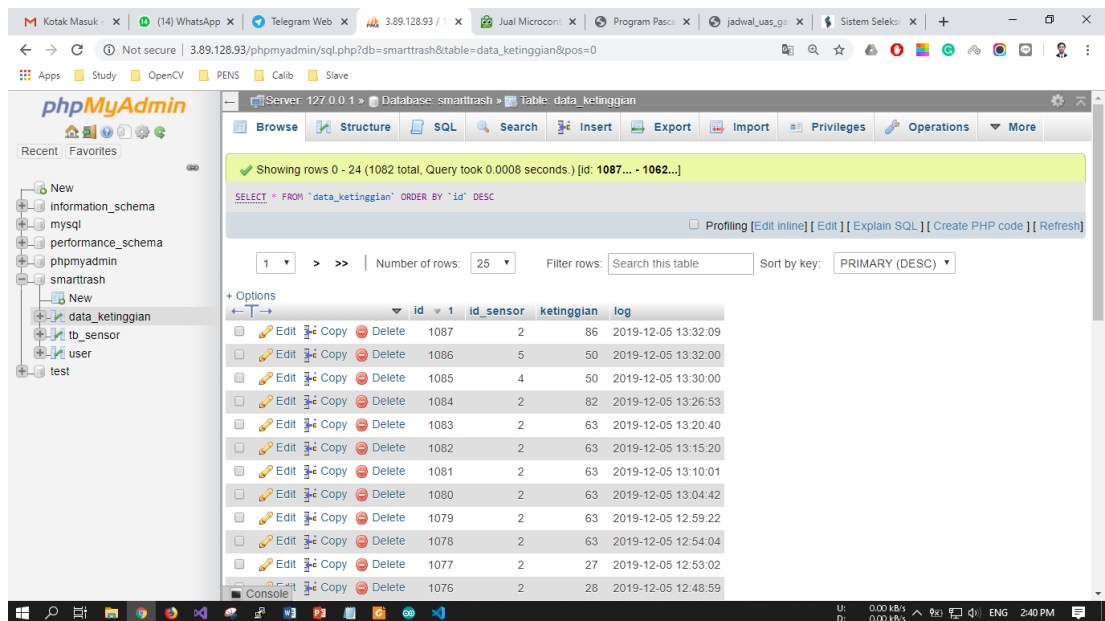 Kotak Masuk - (14) WhatsApp Telegram Web 3.89.128.93 / 1 Jual Microcont Program Pasca jadwal_uas_ga Sistem Seleksi
Not secure | 3.89.128.93/phpmyadmin/sql.php?db=smarttrash&table=data_ketinggian&pos=0
Apps Study OpenCV PENS Calib Slave
phpMyAdmin
Recent Favorites
New
information_schema
mysql
performance_schema
phpmyadmin
smarttrash
New
data_ketinggian
tb_sensor
user
test
Server: 127.0.0.1 » Database: smarttrash » Table: data_ketinggian
Browse Structure SQL Search Insert Export Import Privileges Operations More
Showing rows 0 - 24 (1082 total, Query took 0.0008 seconds.) [id: 1087... - 1062...]
SELECT * FROM `data_ketinggian` ORDER BY `id` DESC
Profiling [Edit inline] [ Edit ] [ Explain SQL ] [ Create PHP code ] [ Refresh]
1 > >> | Number of rows: 25 Filter rows: Search this table Sort by key: PRIMARY (DESC)
+ Options
←T→ id 1 id_sensor ketinggian log
Edit Copy Delete 1087 2 86 2019-12-05 13:32:09
Edit Copy Delete 1086 5 50 2019-12-05 13:32:00
Edit Copy Delete 1085 4 50 2019-12-05 13:30:00
Edit Copy Delete 1084 2 82 2019-12-05 13:26:53
Edit Copy Delete 1083 2 63 2019-12-05 13:20:40
Edit Copy Delete 1082 2 63 2019-12-05 13:15:20
Edit Copy Delete 1081 2 63 2019-12-05 13:10:01
Edit Copy Delete 1080 2 63 2019-12-05 13:04:42
Edit Copy Delete 1079 2 63 2019-12-05 12:59:22
Edit Copy Delete 1078 2 63 2019-12-05 12:54:04
Edit Copy Delete 1077 2 27 2019-12-05 12:53:02
Edit Copy Delete 1076 2 28 2019-12-05 12:48:59
Console
U: 0.00 kB/s
D: 0.00 kB/s
ENG 2:40 PM